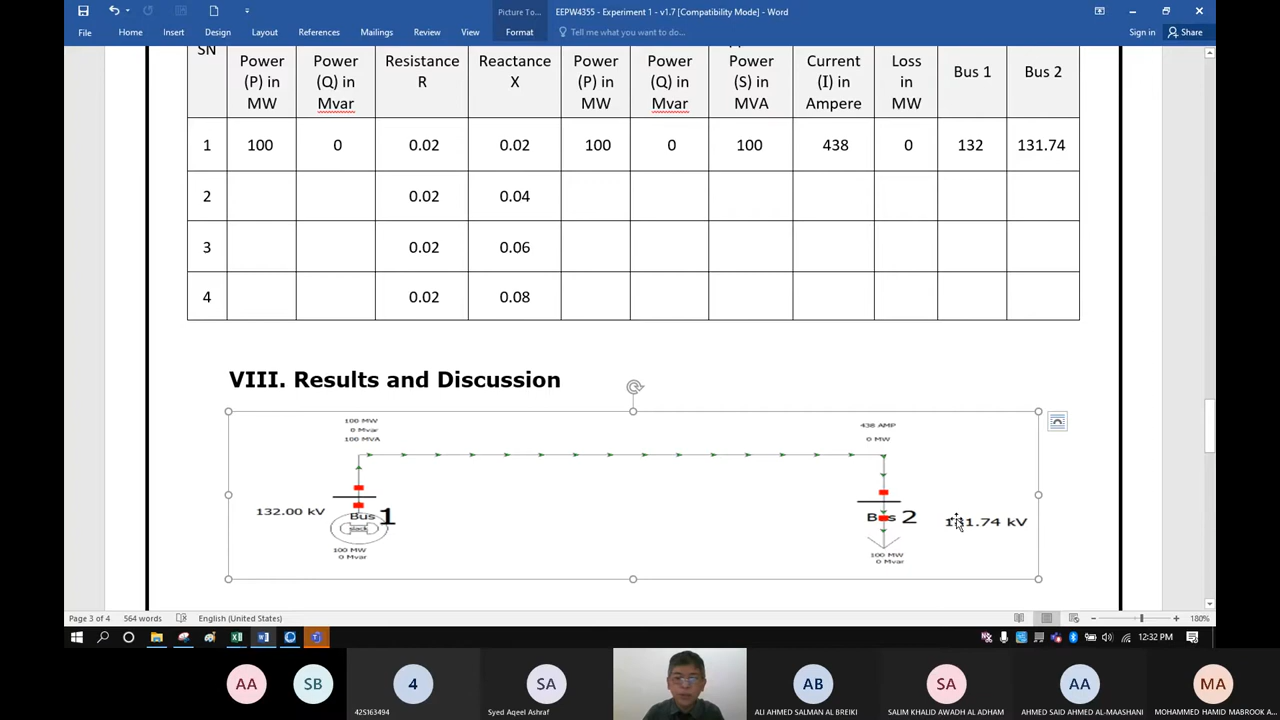 Picture To...
EEPW4355 - Experiment 1 - v1.7 [Compatibility Mode] - Word
File Home Insert Design Layout References Mailings Review View Format Tell me what you want to do... Sign in Share
SN
Power (P) in MW
Power (Q) in Mvar
Resistance R
Reactance X
Power (P) in MW
Power (Q) in Mvar
Power (S) in MVA
Current (I) in Ampere
Loss in MW
Bus 1
Bus 2
1 100 0 0.02 0.02 100 0 100 438 0 132 131.74
2 0.02 0.04
3 0.02 0.06
4 0.02 0.08
VIII. Results and Discussion
100 MW
0 Mvar
100 MVA
438 AMP
0 MW
132.00 kV
Bus 1
slack
100 MW
0 Mvar
Bus 2
131.74 kV
100 MW
0 Mvar
Page 3 of 4 564 words English (United States) 180%
12:32 PM
AA
SB
4
SA
AB
SA
AA
MA
425163494
Syed Aqeel Ashraf
ALI AHMED SALMAN AL BREIKI
SALIM KHALID AWADH AL ADHAM
AHMED SAID AHMED AL-MAASHANI
MOHAMMED HAMID MABROOK A...